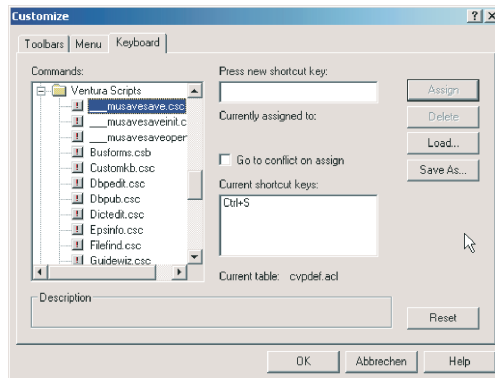 Customize
Toolbars Menu Keyboard
Commands:
Ventura Scripts
___musavesave.csc
___musavesaveinit.c
___musavesaveoper
Busforms.csb
Customkb.csc
Dbpedit.csc
Dbpub.csc
Dictedit.csc
Epsinfo.csc
Filefind.csc
Guidewiz.csc
Press new shortcut key:
Currently assigned to:
Go to conflict on assign
Current shortcut keys:
Ctrl+S
Current table: cvpdef.acl
Assign
Delete
Load...
Save As...
Description
Reset
OK Abbrechen Help